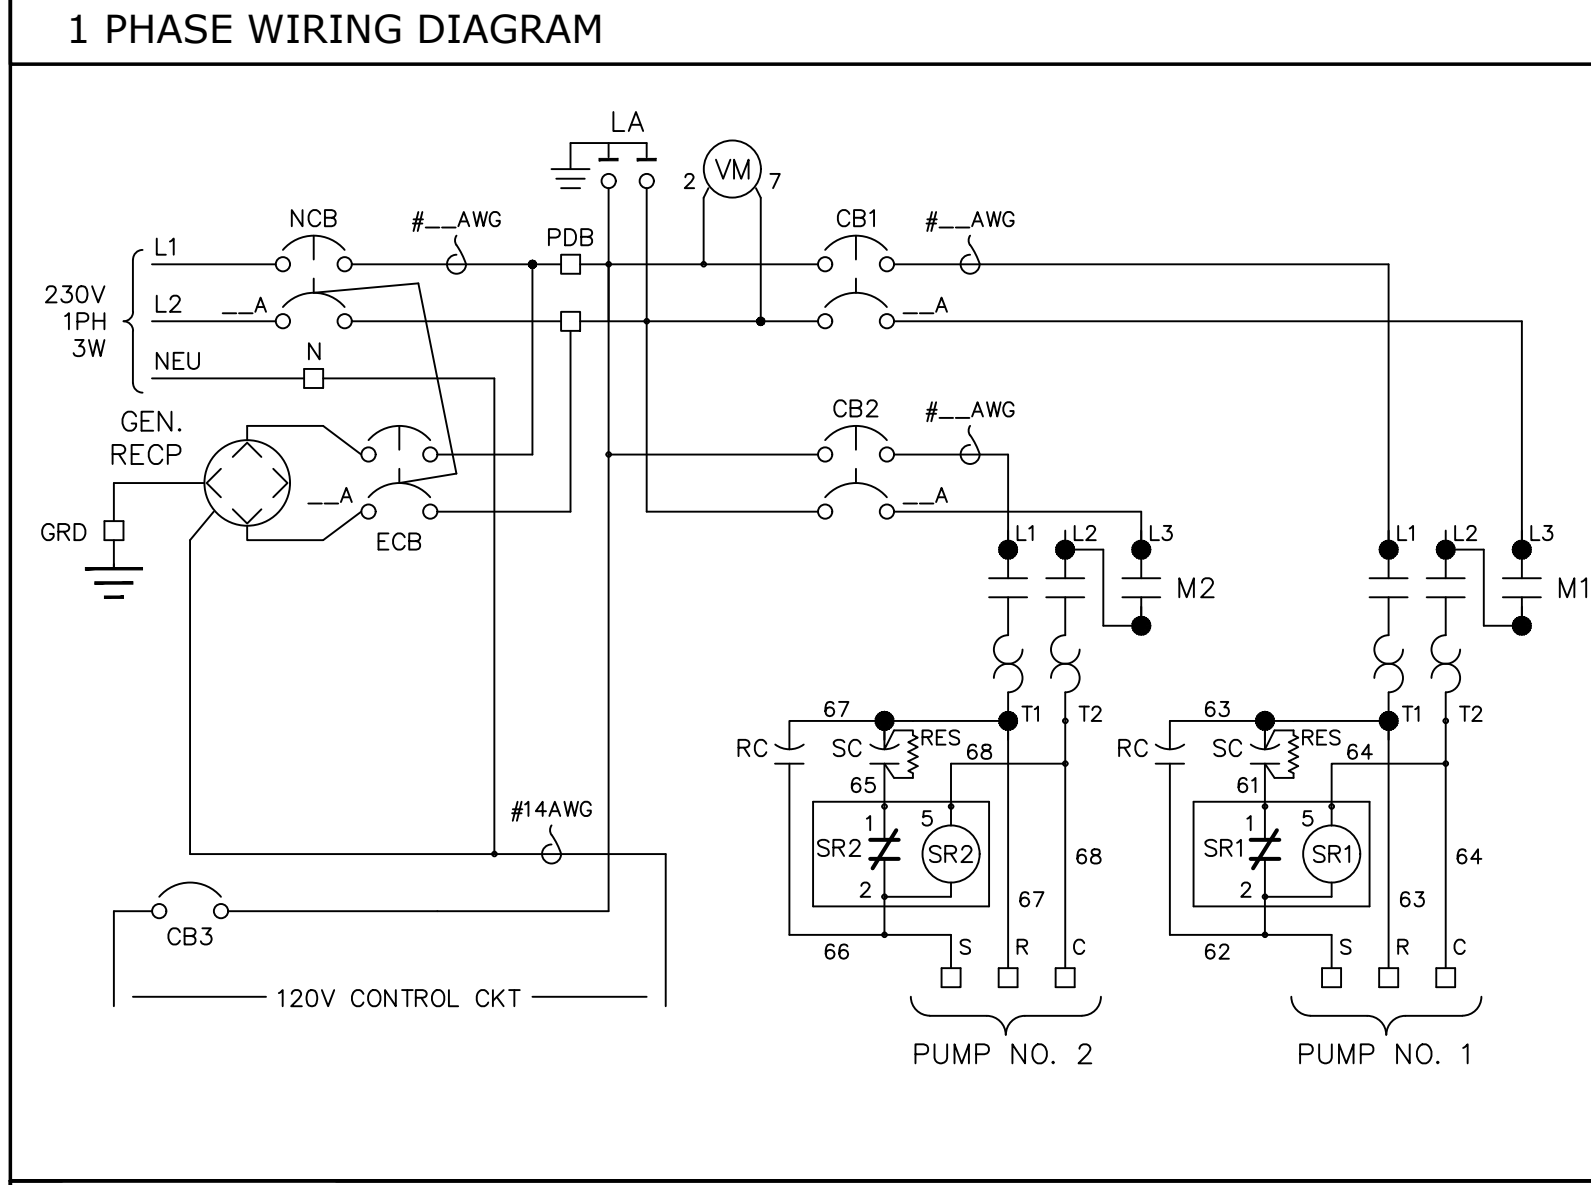 1 PHASE WIRING DIAGRAM
LA
VM
2
7
NCB
#__AWG
PDB
CB1
#__AWG
L1
230V
1PH
3W
L2
__A
__A
NEU
N
GEN.
RECP
CB2
#__AWG
__A
__A
GRD
ECB
L1
L2
L3
M2
L1
L2
L3
M1
67
T1
T2
63
T1
T2
RC
SC
RES
68
RC
SC
RES
64
65
61
#14AWG
1
5
1
5
SR2
SR2
68
SR1
SR1
64
2
67
2
63
CB3
66
S
R
C
62
S
R
C
120V CONTROL CKT
PUMP NO. 2
PUMP NO. 1